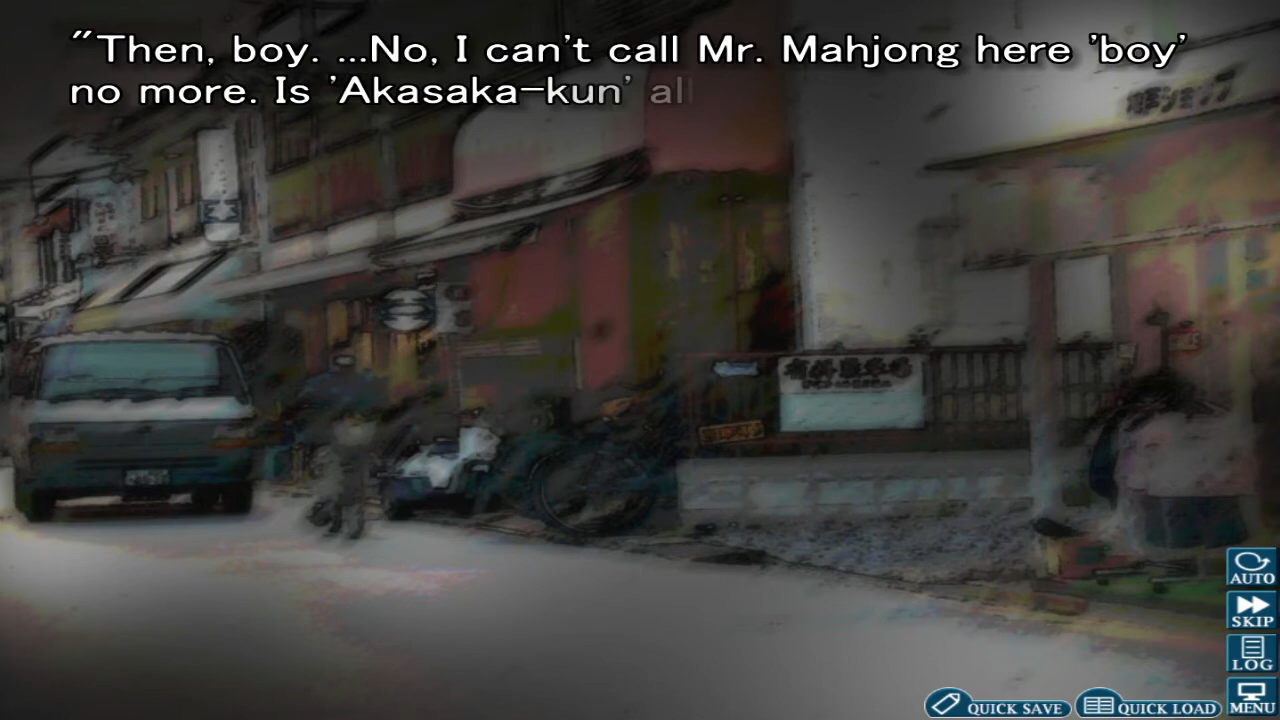 "Then, boy. ...No, I can't call Mr. Mahjong here 'boy'
no more. Is 'Akasaka-kun' al
AUTO
SKIP
LOG
MENU
QUICK SAVE
QUICK LOAD